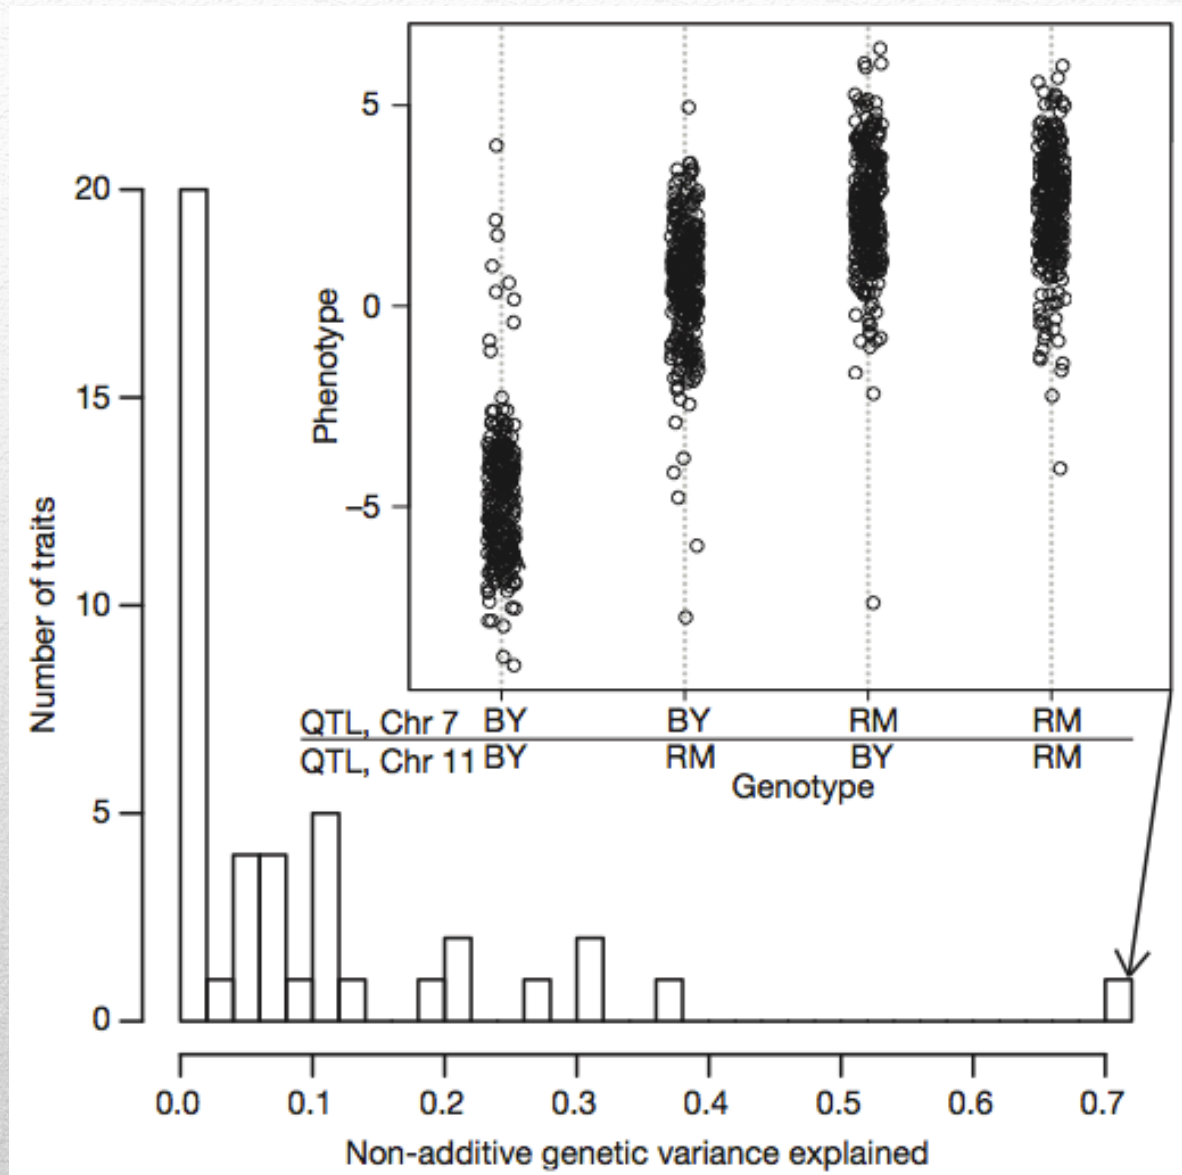 5
0
−5
Phenotype
QTL, Chr 7 BY BY RM RM
QTL, Chr 11 BY RM BY RM
Genotype
20
15
10
5
0
Number of traits
0.0 0.1 0.2 0.3 0.4 0.5 0.6 0.7
Non-additive genetic variance explained